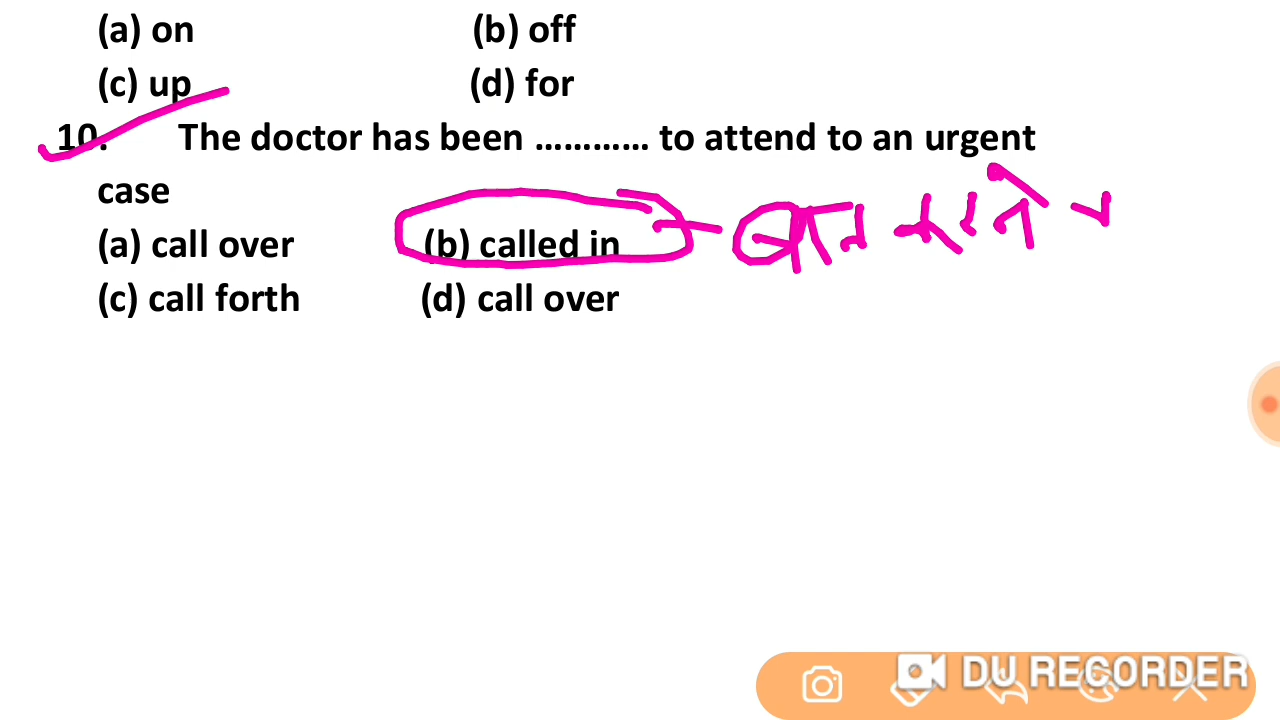 (a) on (b) off
(c) up (d) for
10. The doctor has been ............ to attend to an urgent
case
(a) call over (b) called in
(c) call forth (d) call over
DU RECORDER